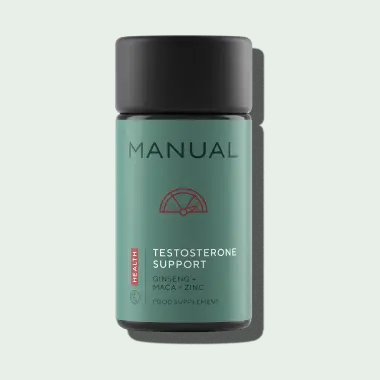 MANUAL
HEALTH
TESTOSTERONE
SUPPORT
GINSENG +
MACA + ZINC
FOOD SUPPLEMENT